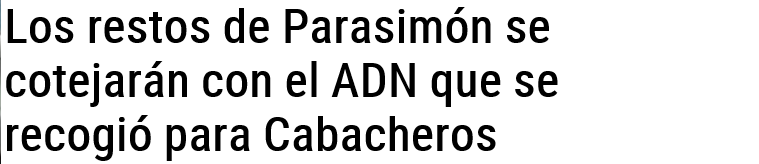 Los restos de Parasimón se
cotejarán con el ADN que se
recogió para Cabacheros